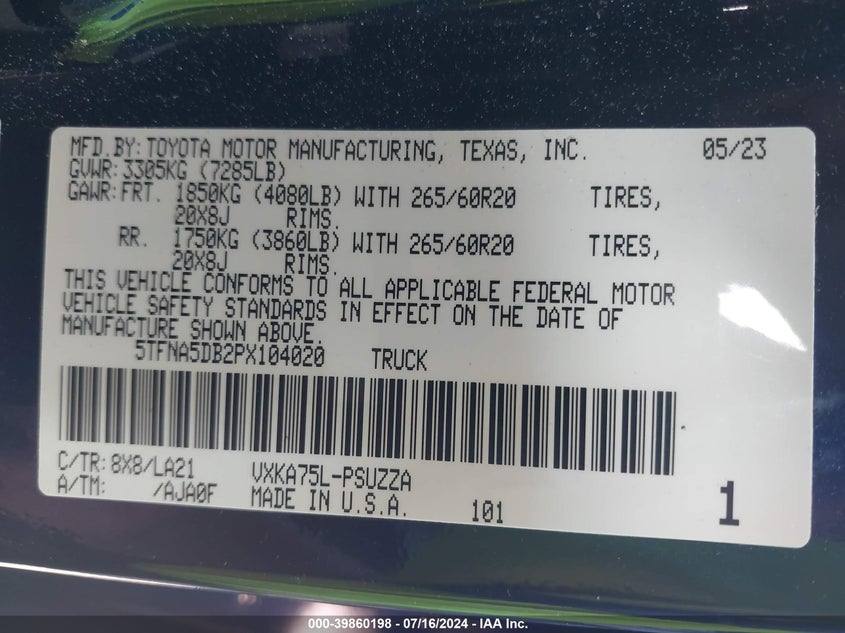 MFD. BY: TOYOTA MOTOR MANUFACTURING, TEXAS, INC. 05/23
GVWR: 3305KG (7285LB)
GAWR: FRT. 1850KG (4080LB) WITH 265/60R20 TIRES,
20X8J RIMS.
RR. 1750KG (3860LB) WITH 265/60R20 TIRES,
20X8J RIMS.
THIS VEHICLE CONFORMS TO ALL APPLICABLE FEDERAL MOTOR
VEHICLE SAFETY STANDARDS IN EFFECT ON THE DATE OF
MANUFACTURE SHOWN ABOVE.
5TFNA5DB2PX104020 TRUCK
C/TR: 8X8/LA21 VXKA75L-PSUZZA
A/TM: /AJA0F MADE IN U.S.A. 101 1
000-39860198 - 07/16/2024 - IAA Inc.